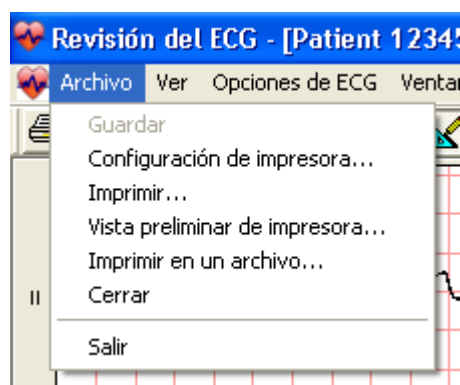 Revisión del ECG - [Patient 12345
Archivo Ver Opciones de ECG Ventan
Guardar
Configuración de impresora...
Imprimir...
Vista preliminar de impresora...
Imprimir en un archivo...
Cerrar
II
Salir